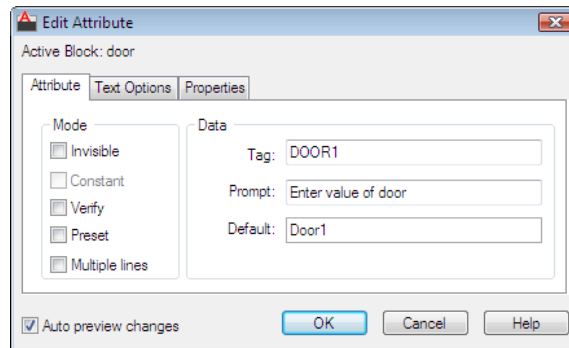 Edit Attribute
Active Block: door
Attribute Text Options Properties
Mode
Invisible
Constant
Verify
Preset
Multiple lines
Data
Tag: DOOR1
Prompt: Enter value of door
Default: Door1
Auto preview changes OK Cancel Help